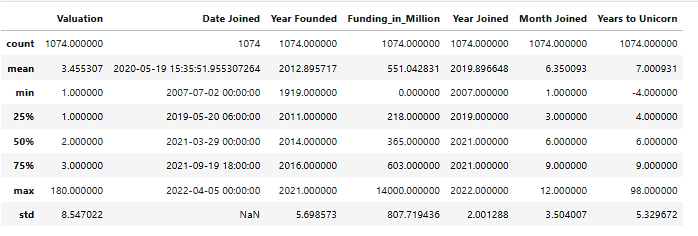 Valuation Date Joined Year Founded Funding_in_Million Year Joined Month Joined Years to Unicorn
count 1074.000000 1074 1074.000000 1074.000000 1074.000000 1074.000000 1074.000000
mean 3.455307 2020-05-19 15:35:51.955307264 2012.895717 551.042831 2019.896648 6.350093 7.000931
min 1.000000 2007-07-02 00:00:00 1919.000000 0.000000 2007.000000 1.000000 -4.000000
25% 1.000000 2019-05-20 06:00:00 2011.000000 218.000000 2019.000000 3.000000 4.000000
50% 2.000000 2021-03-29 00:00:00 2014.000000 365.000000 2021.000000 6.000000 6.000000
75% 3.000000 2021-09-19 18:00:00 2016.000000 603.000000 2021.000000 9.000000 9.000000
max 180.000000 2022-04-05 00:00:00 2021.000000 14000.000000 2022.000000 12.000000 98.000000
std 8.547022 NaN 5.698573 807.719436 2.001288 3.504007 5.329672